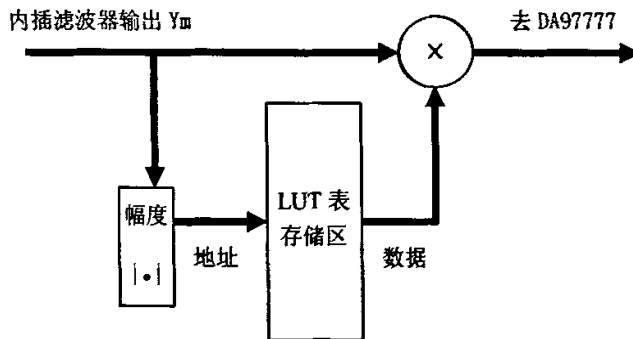 内插滤波器输出 Ym
去 DA97777
×
幅度
|•|
地址
LUT 表
存储区
数据